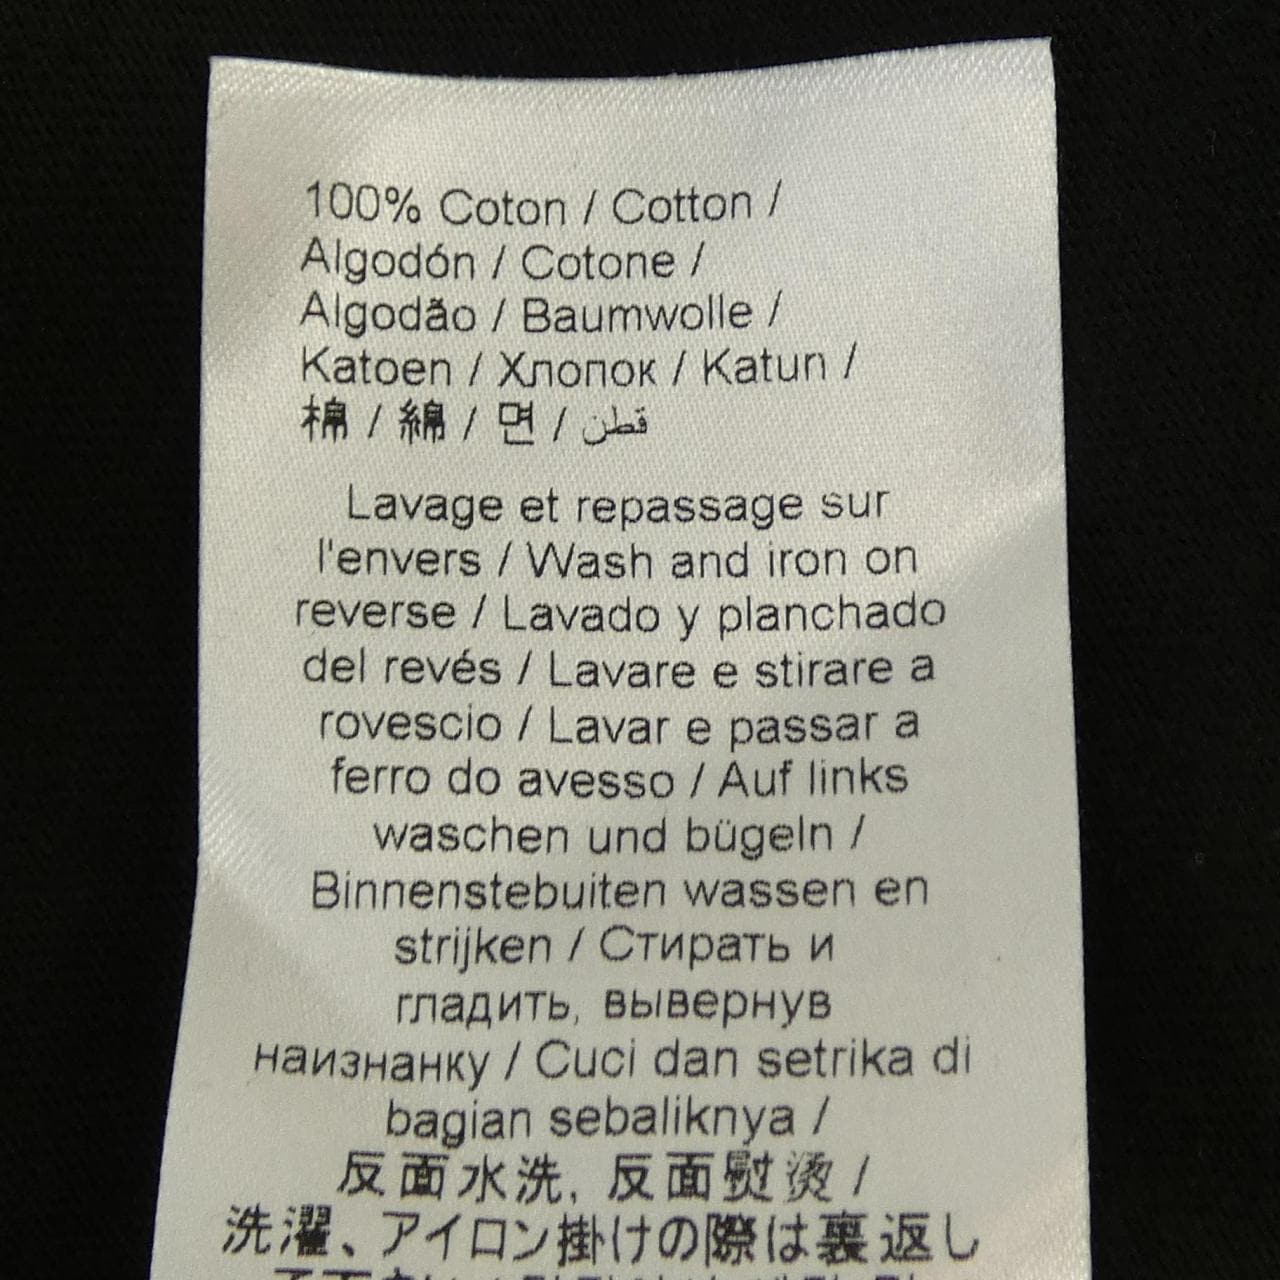 100% Coton / Cotton /
Algodón / Cotone /
Algodão / Baumwolle /
Katoen / Хлопок / Katun /
棉 / 綿 / 면 / قطن
Lavage et repassage sur
l'envers / Wash and iron on
reverse / Lavado y planchado
del revés / Lavare e stirare a
rovescio / Lavar e passar a
ferro do avesso / Auf links
waschen und bügeln /
Binnenstebuiten wassen en
strijken / Стирать и
гладить, вывернув
наизнанку / Cuci dan setrika di
bagian sebaliknya /
反面水洗, 反面熨烫 /
洗濯、アイロン掛けの際は裏返し